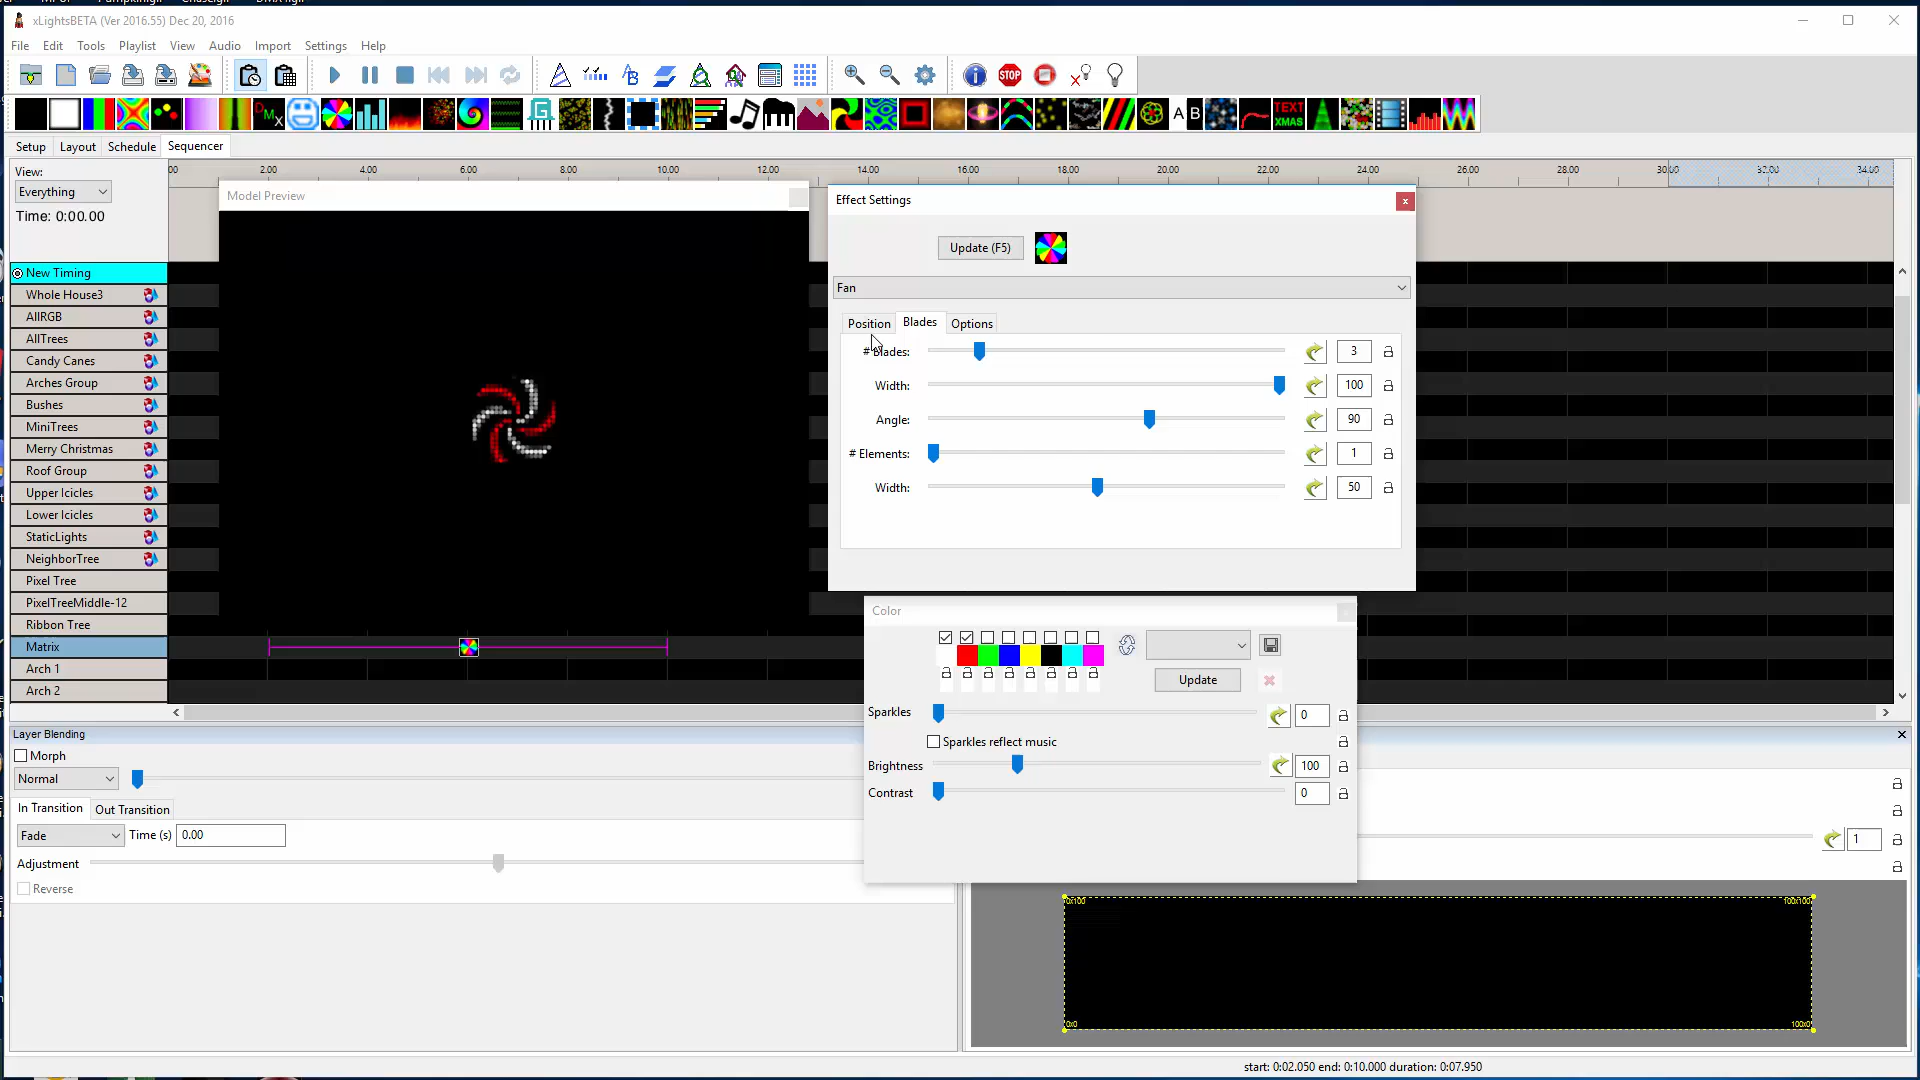 xLightsBETA (Ver 2016.55) Dec 20, 2016
File Edit Tools Playlist View Audio Import Settings Help
TEXT
XMAS
A B
Setup Layout Schedule Sequencer
View:
Everything
Time: 0:00.00
2.00 4.00 6.00 8.00 10.00 12.00 14.00 16.00 18.00 20.00 22.00 24.00 26.00 28.00 30.00 32.00 34.00
Model Preview
Effect Settings
Update (F5)
Fan
Position Blades Options
# Blades: 3
Width: 100
Angle: 90
# Elements: 1
Width: 50
New Timing
Whole House3
AllRGB
AllTrees
Candy Canes
Arches Group
Bushes
MiniTrees
Merry Christmas
Roof Group
Upper Icicles
Lower Icicles
StaticLights
NeighborTree
Pixel Tree
PixelTreeMiddle-12
Ribbon Tree
Matrix
Arch 1
Arch 2
Color
Update
Sparkles 0
Sparkles reflect music
Brightness 100
Contrast 0
Layer Blending
Morph
Normal
In Transition Out Transition
Fade Time (s) 0.00
Adjustment
Reverse
1
0x100 100x100
0x0 100x0
start: 0:02.050 end: 0:10.000 duration: 0:07.950